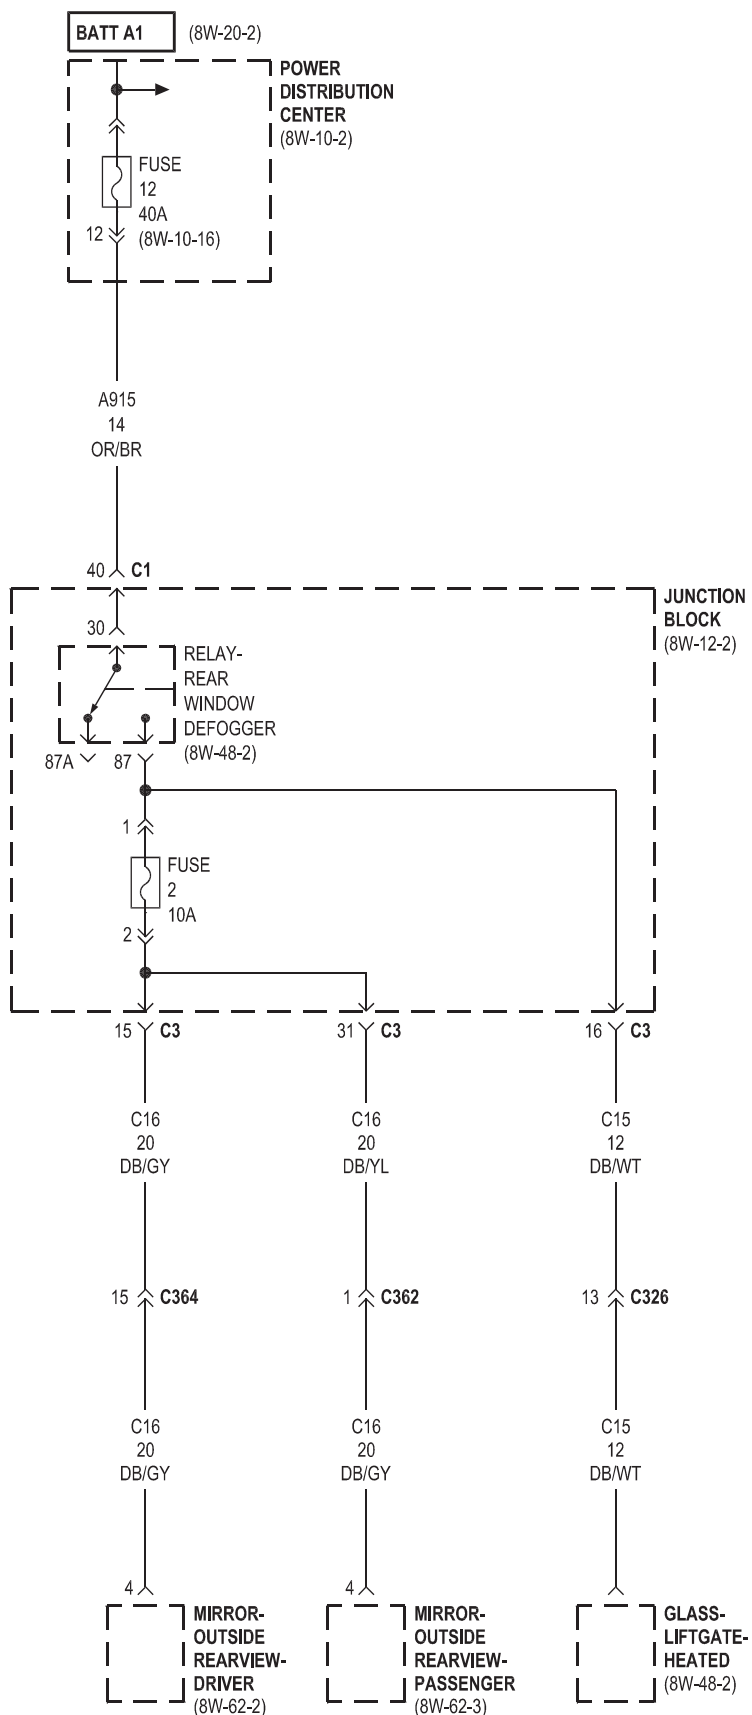 BATT A1 (8W-20-2)
POWER
DISTRIBUTION
CENTER
(8W-10-2)
FUSE
12
40A
12 (8W-10-16)
A915
14
OR/BR
40 C1
JUNCTION
BLOCK
(8W-12-2)
30
RELAY-
REAR
WINDOW
DEFOGGER
(8W-48-2)
87A 87
1
FUSE
2
10A
2
15 C3 31 C3 16 C3
C16 C16 C15
20 20 12
DB/GY DB/YL DB/WT
15 C364 1 C362 13 C326
C16 C16 C15
20 20 12
DB/GY DB/GY DB/WT
4 4
MIRROR-
OUTSIDE
REARVIEW-
DRIVER
(8W-62-2)
MIRROR-
OUTSIDE
REARVIEW-
PASSENGER
(8W-62-3)
GLASS-
LIFTGATE-
HEATED
(8W-48-2)